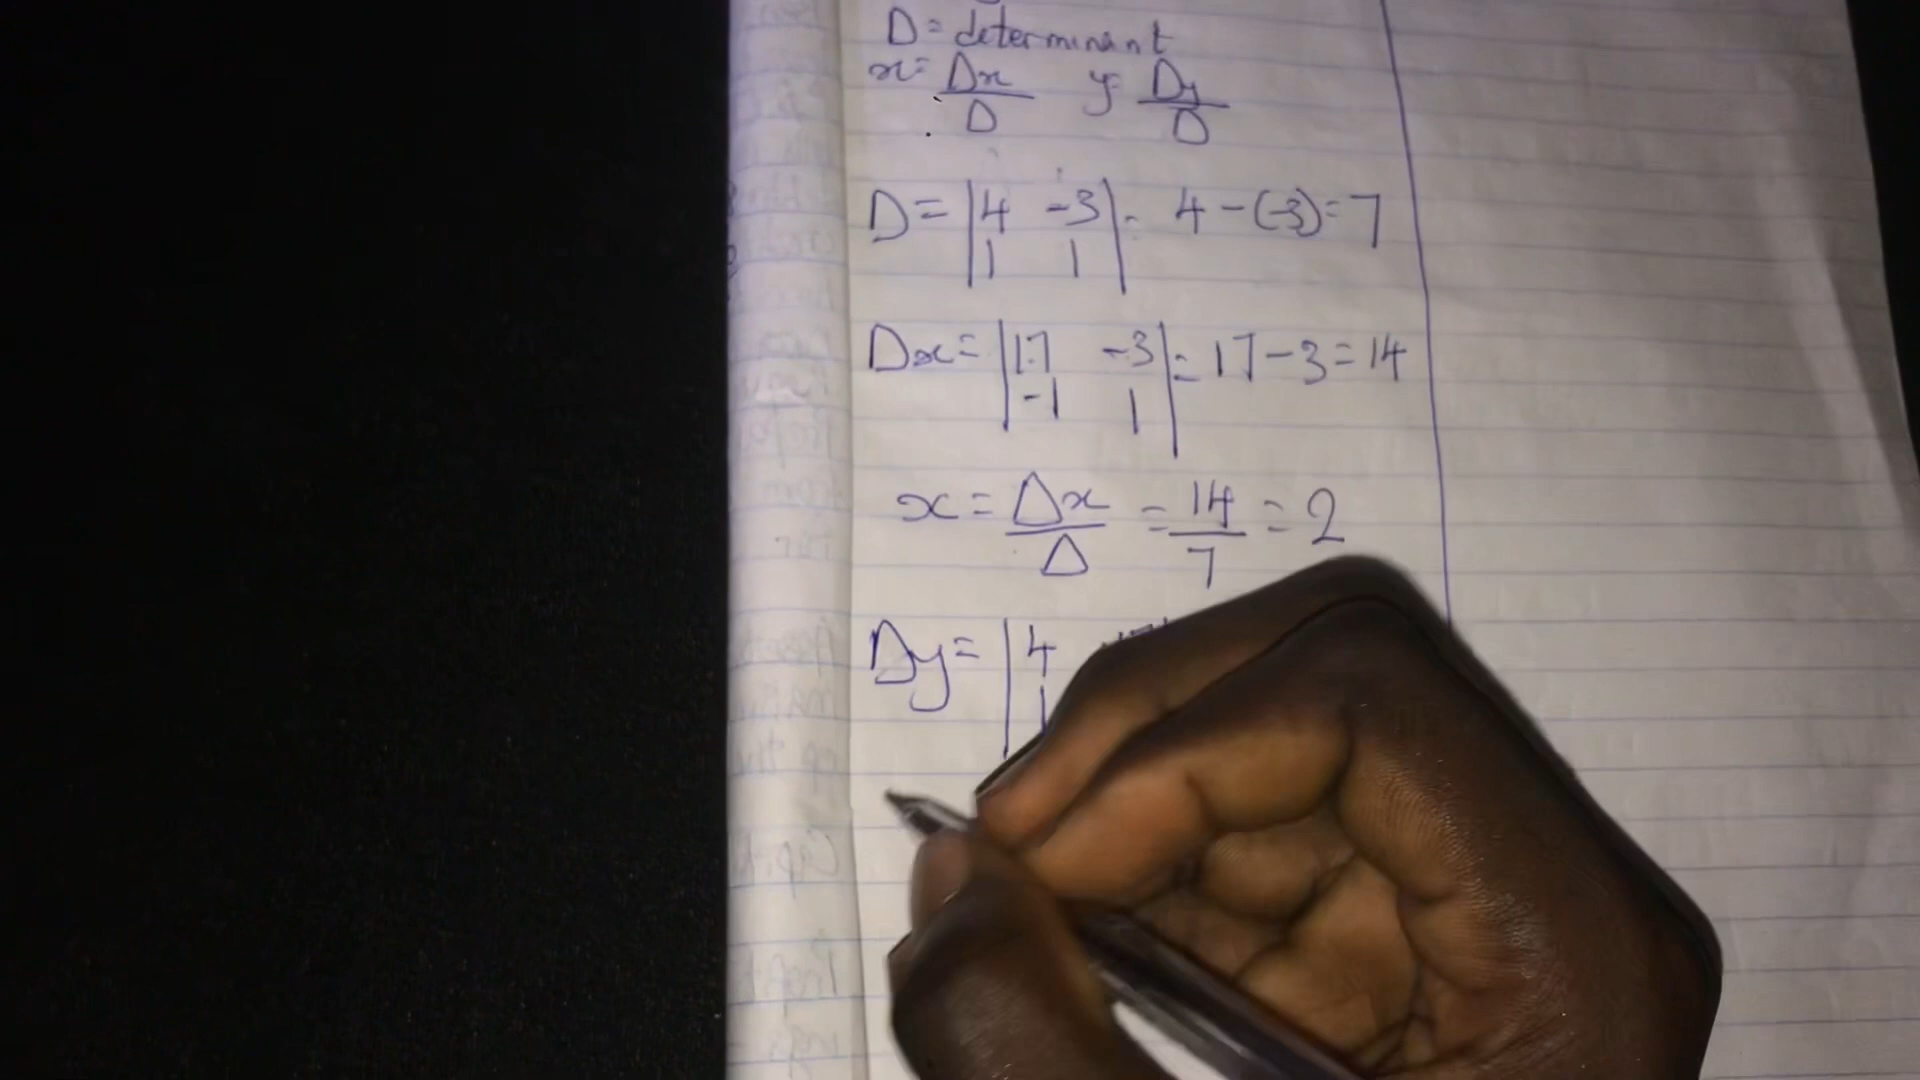 D = determinant
x = Dx/D y = Dy/D
D = |4 -3| = 4 - (-3) = 7
|1 1|
Dx = |17 -3| = 17 - 3 = 14
|-1 1|
x = Δx/Δ = 14/7 = 2
Dy = |4
|1